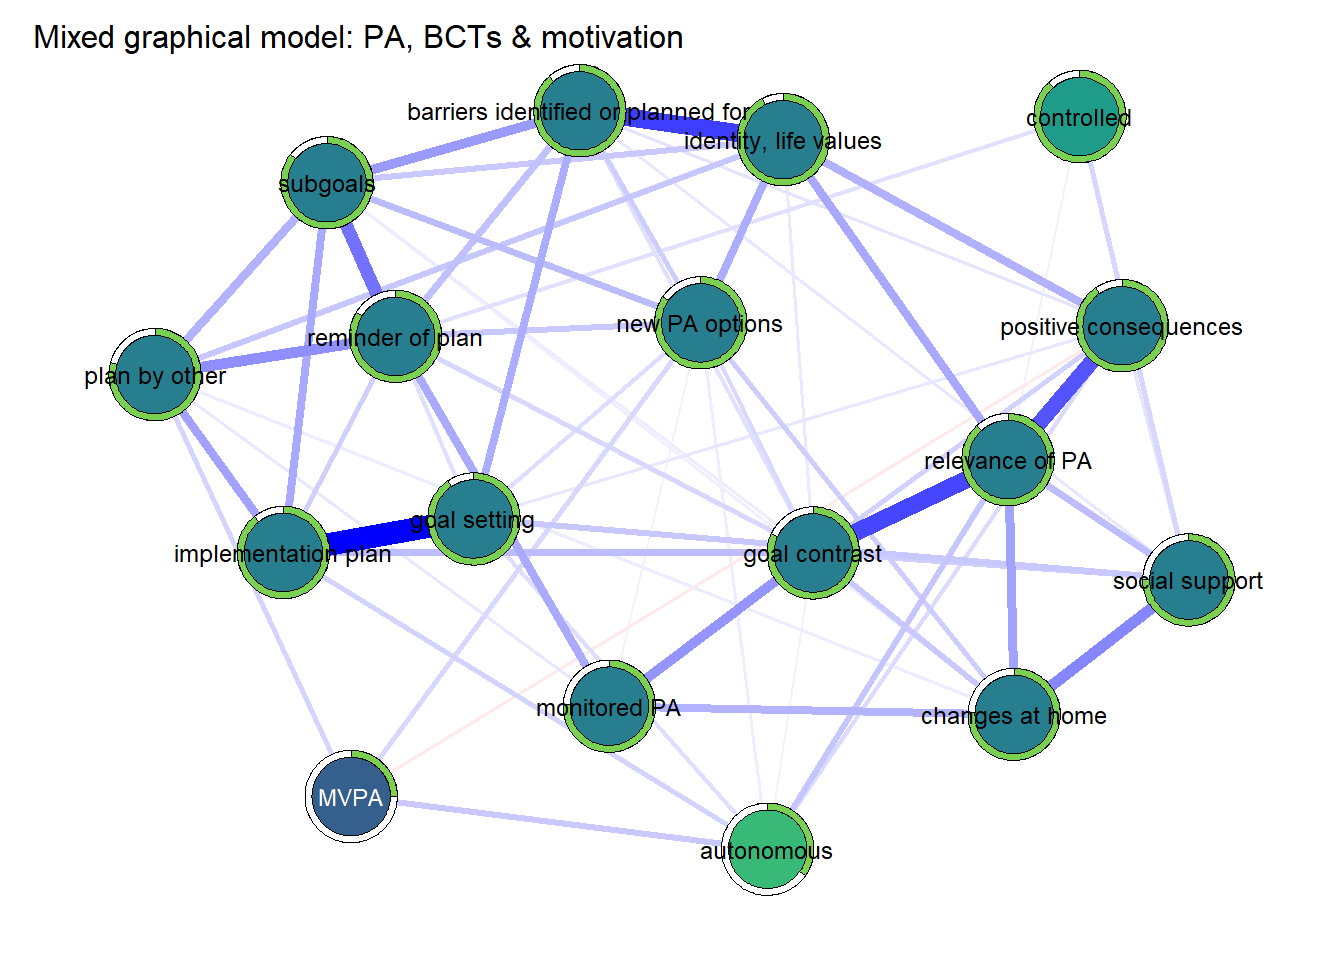 Mixed graphical model: PA, BCTs & motivation
barriers identified or planned for
controlled
identity, life values
subgoals
new PA options
positive consequences
reminder of plan
plan by other
relevance of PA
goal setting
implementation plan
goal contrast
social support
monitored PA
changes at home
MVPA
autonomous